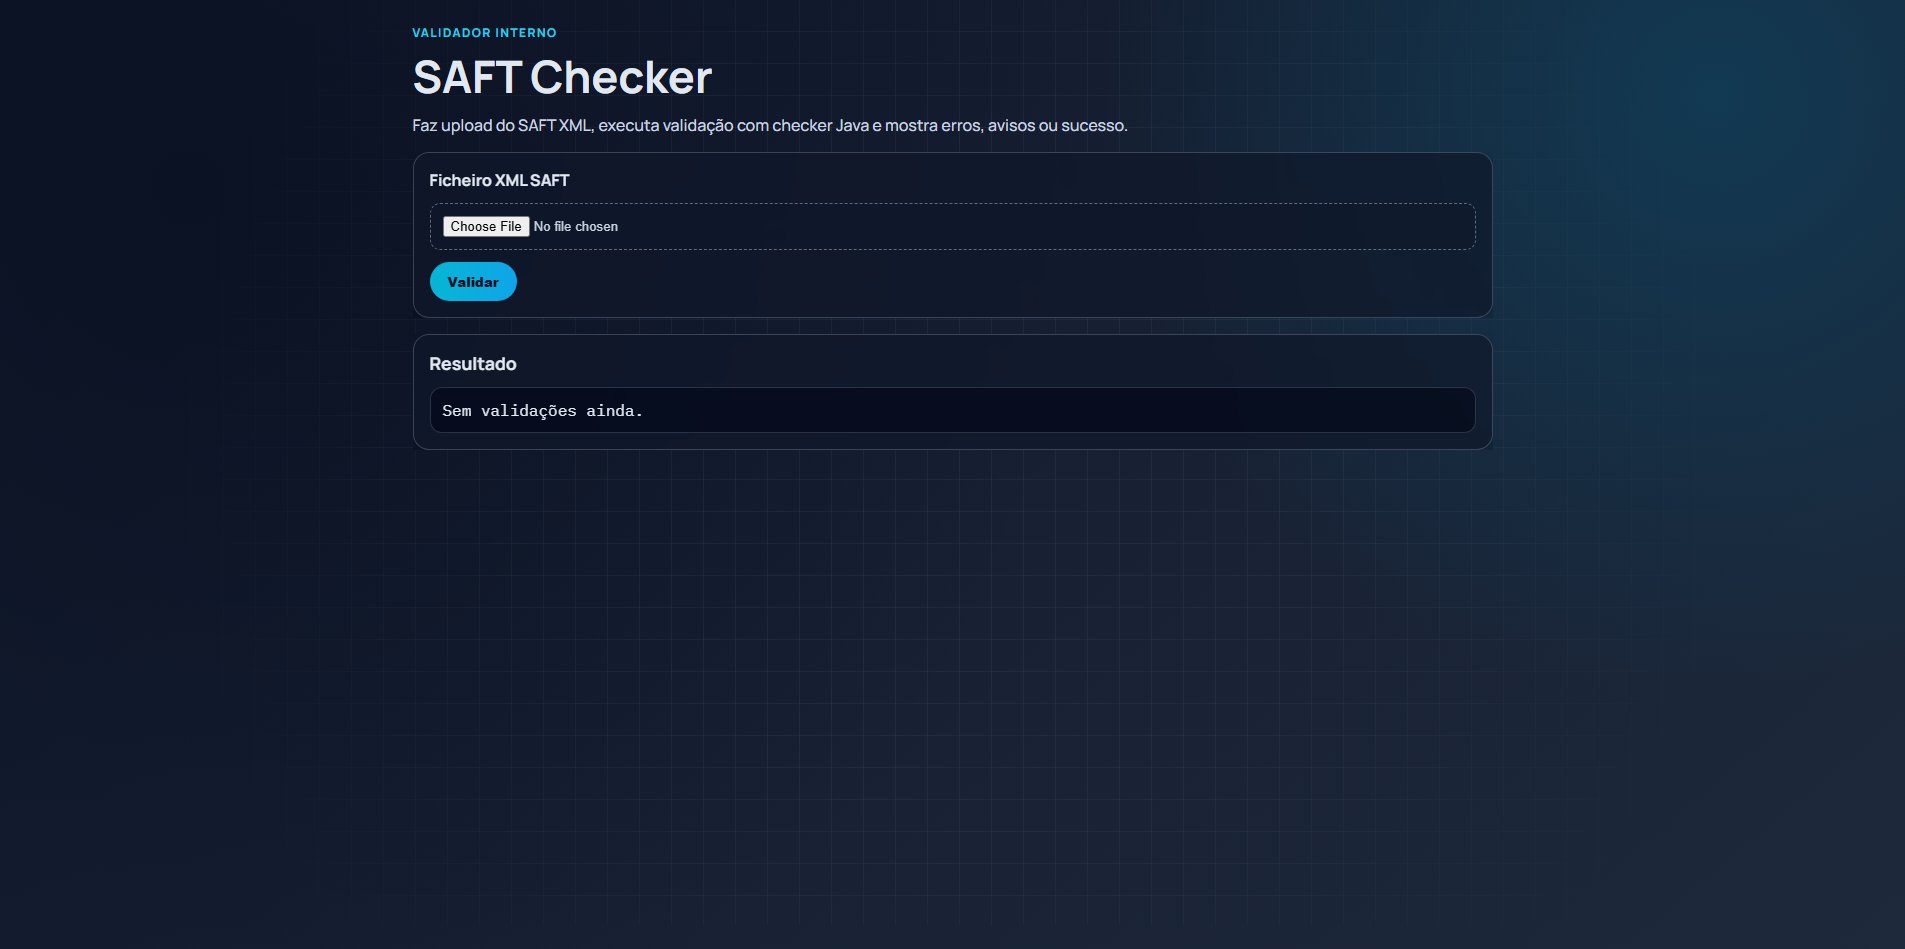 VALIDADOR INTERNO
SAFT Checker
Faz upload do SAFT XML, executa validação com checker Java e mostra erros, avisos ou sucesso.
Ficheiro XML SAFT
Choose File No file chosen
Validar
Resultado
Sem validações ainda.